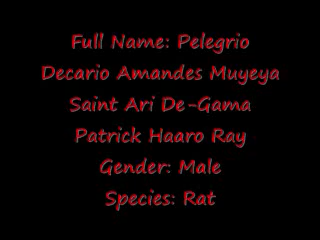 Full Name: Pelegrio
Decario Amandes Muyeya
Saint Ari De-Gama
Patrick Haaro Ray
Gender: Male
Species: Rat